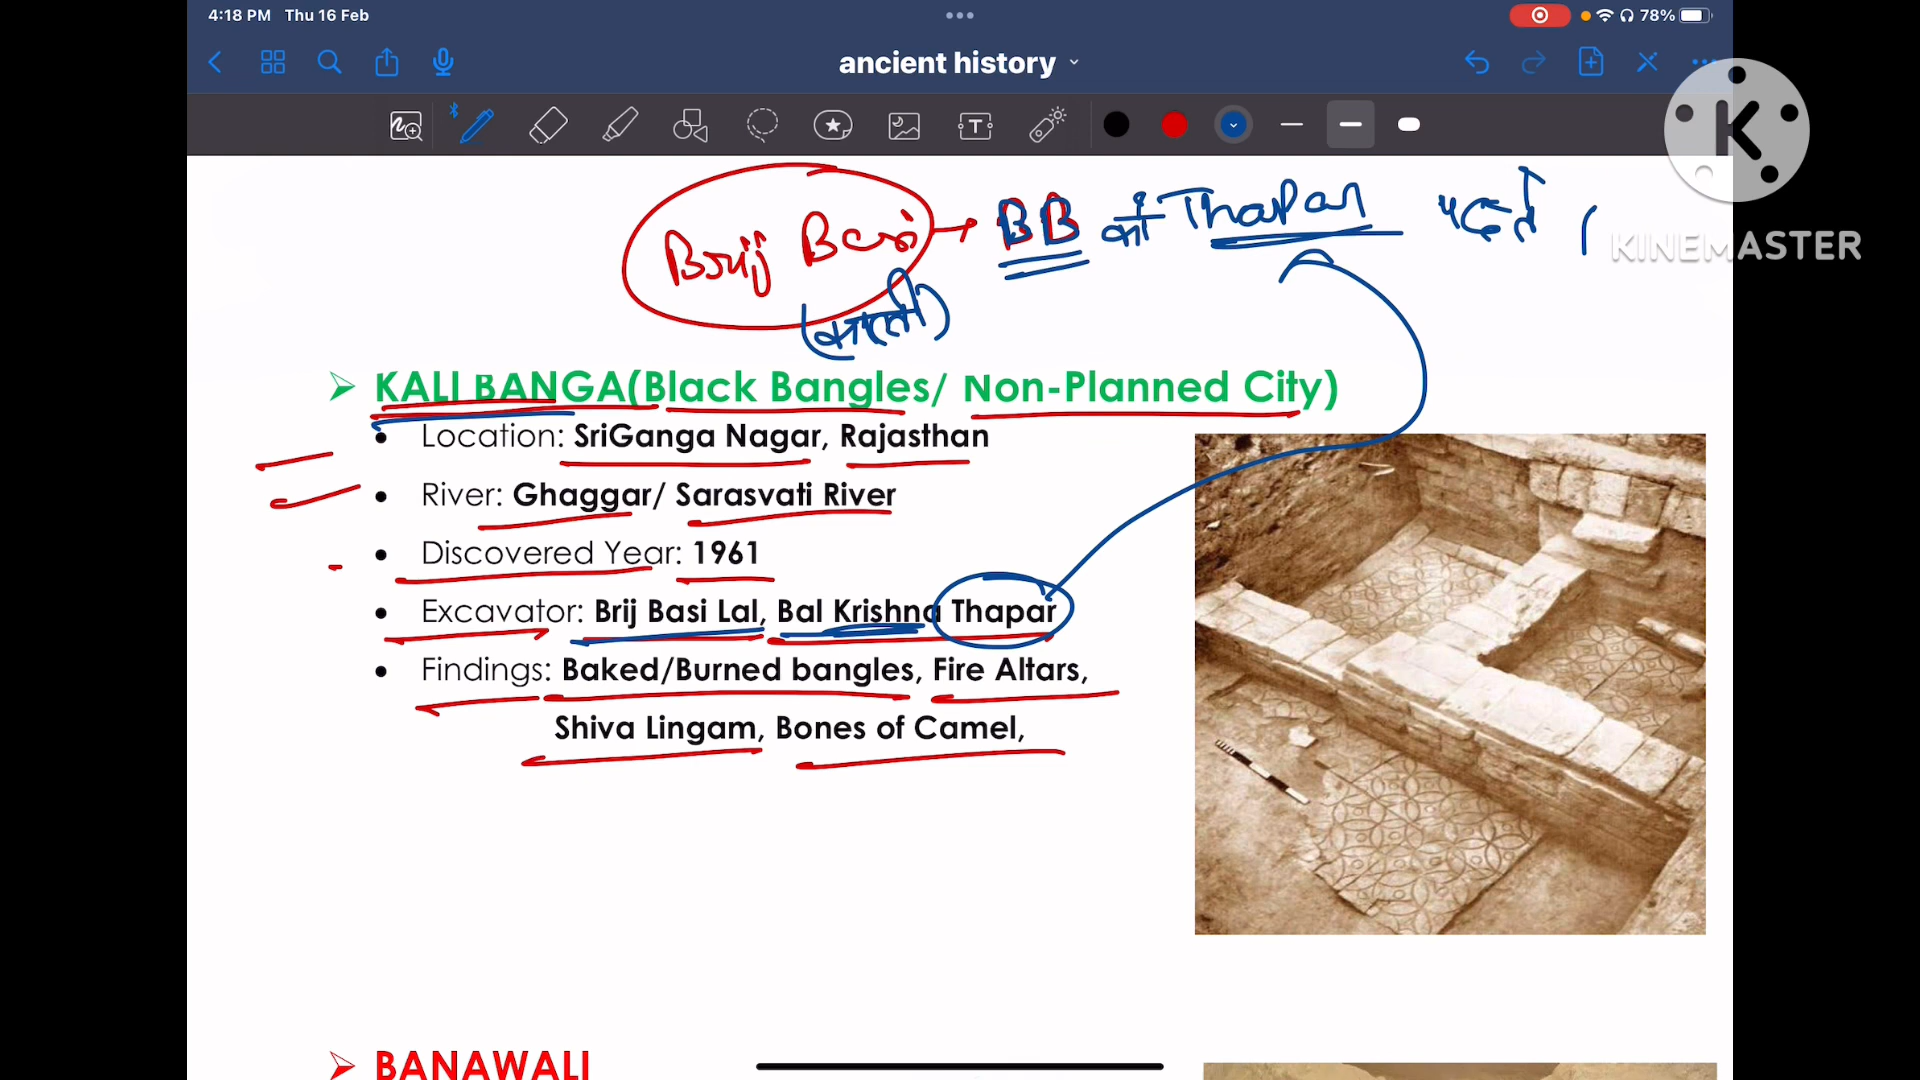 4:18 PM Thu 16 Feb
78%
ancient history
K
T
KINEMASTER
Brij Basi → BB को Thapar पड़े
KALI BANGA(Black Bangles/ Non-Planned City)
Location: SriGanga Nagar, Rajasthan
River: Ghaggar/ Sarasvati River
Discovered Year: 1961
Excavator: Brij Basi Lal, Bal Krishna Thapar
Findings: Baked/Burned bangles, Fire Altars,
Shiva Lingam, Bones of Camel,
BANAWALI